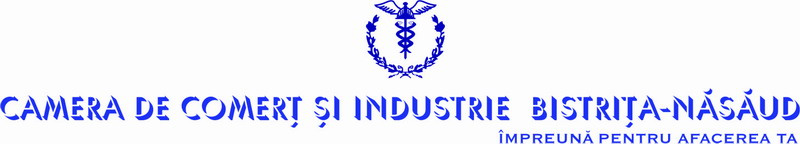 CAMERA DE COMERȚ ȘI INDUSTRIE BISTRIȚA-NĂSĂUD
ÎMPREUNĂ PENTRU AFACEREA TA